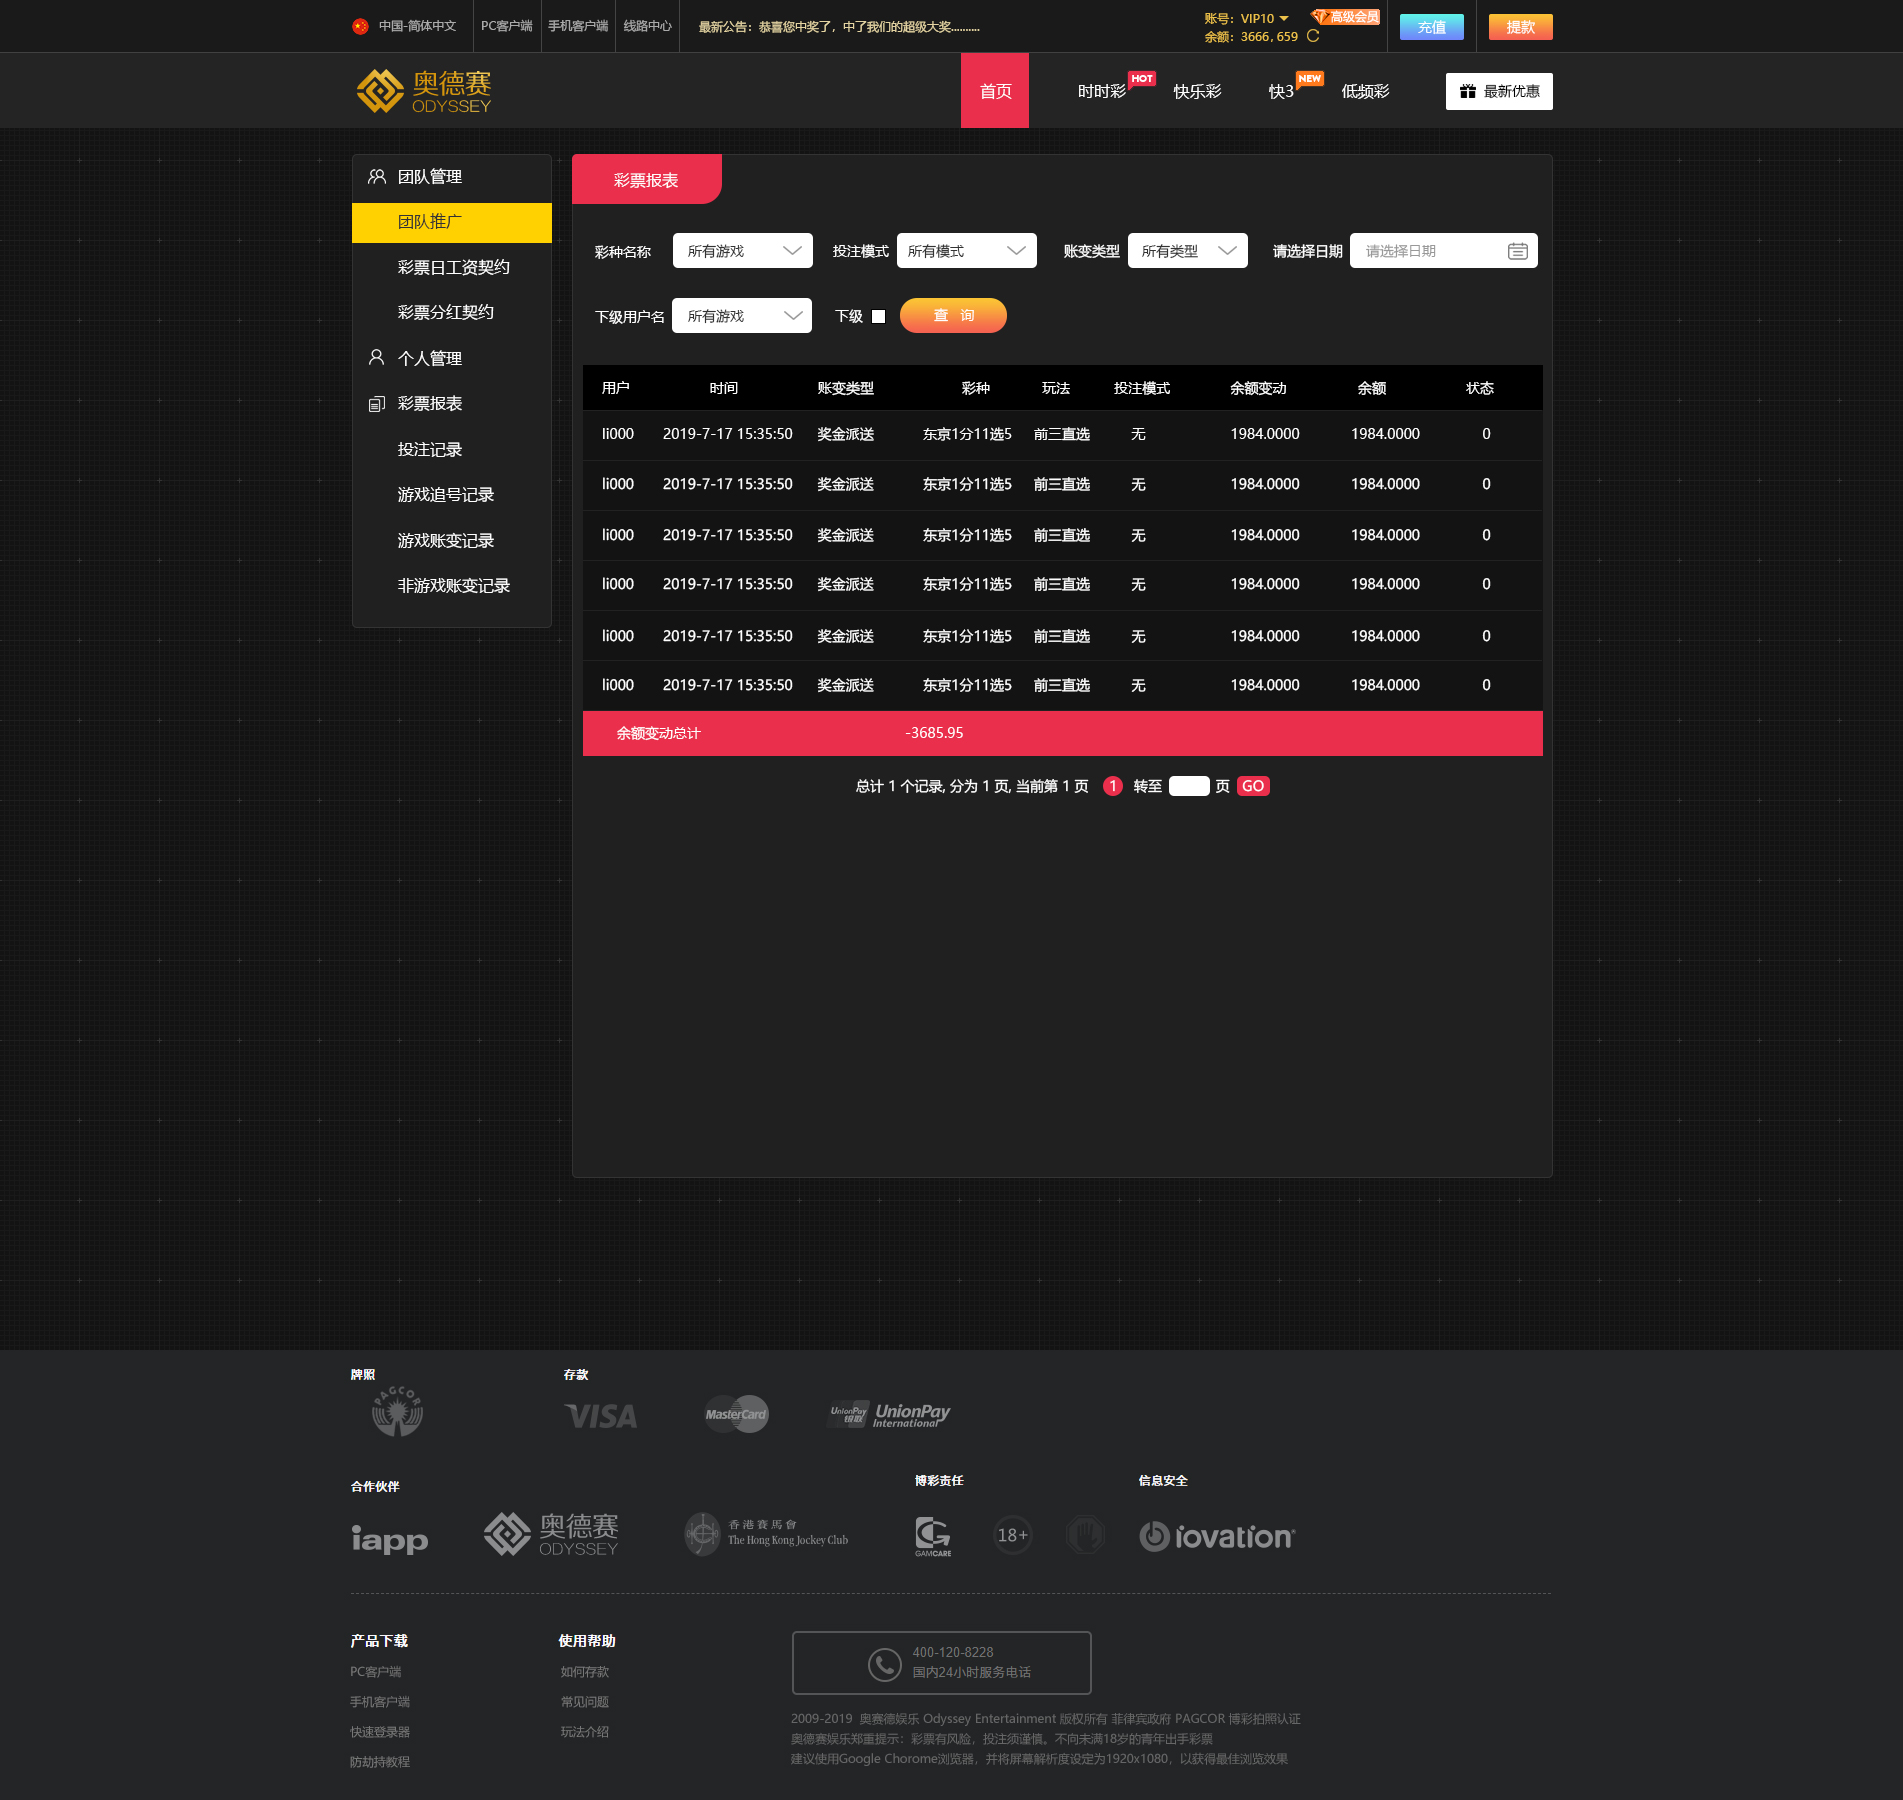 中国-简体中文 PC客户端 手机客户端 线路中心 最新公告：恭喜您中奖了，中了我们的超级大奖..........
账号：VIP10 高级会员
余额：3666,659
充值 提款
奥德赛
ODYSSEY
首页 时时彩 HOT 快乐彩 快3 NEW 低频彩 最新优惠
团队管理
团队推广
彩票日工资契约
彩票分红契约
个人管理
彩票报表
投注记录
游戏追号记录
游戏账变记录
非游戏账变记录
彩票报表
彩种名称 所有游戏 投注模式 所有模式 账变类型 所有类型 请选择日期 请选择日期
下级用户名 所有游戏 下级 查 询
用户 时间 账变类型 彩种 玩法 投注模式 余额变动 余额 状态
li000 2019-7-17 15:35:50 奖金派送 东京1分11选5 前三直选 无 1984.0000 1984.0000 0
li000 2019-7-17 15:35:50 奖金派送 东京1分11选5 前三直选 无 1984.0000 1984.0000 0
li000 2019-7-17 15:35:50 奖金派送 东京1分11选5 前三直选 无 1984.0000 1984.0000 0
li000 2019-7-17 15:35:50 奖金派送 东京1分11选5 前三直选 无 1984.0000 1984.0000 0
li000 2019-7-17 15:35:50 奖金派送 东京1分11选5 前三直选 无 1984.0000 1984.0000 0
li000 2019-7-17 15:35:50 奖金派送 东京1分11选5 前三直选 无 1984.0000 1984.0000 0
余额变动总计 -3685.95
总计 1 个记录, 分为 1 页, 当前第 1 页 1 转至 页 GO
牌照 存款
PAGCOR
VISA MasterCard UnionPay 银联 UnionPay International
合作伙伴 博彩责任 信息安全
iapp
奥德赛
ODYSSEY
香港賽馬會
The Hong Kong Jockey Club
GAMCARE
18+
iovation
产品下载
PC客户端
手机客户端
快速登录器
防劫持教程
使用帮助
如何存款
常见问题
玩法介绍
400-120-8228
国内24小时服务电话
2009-2019 奥赛德娱乐 Odyssey Entertainment 版权所有 菲律宾政府 PAGCOR 博彩拍照认证
奥德赛娱乐郑重提示：彩票有风险，投注须谨慎。不向未满18岁的青年出手彩票
建议使用Google Chorome浏览器，并将屏幕解析度设定为1920x1080，以获得最佳浏览效果